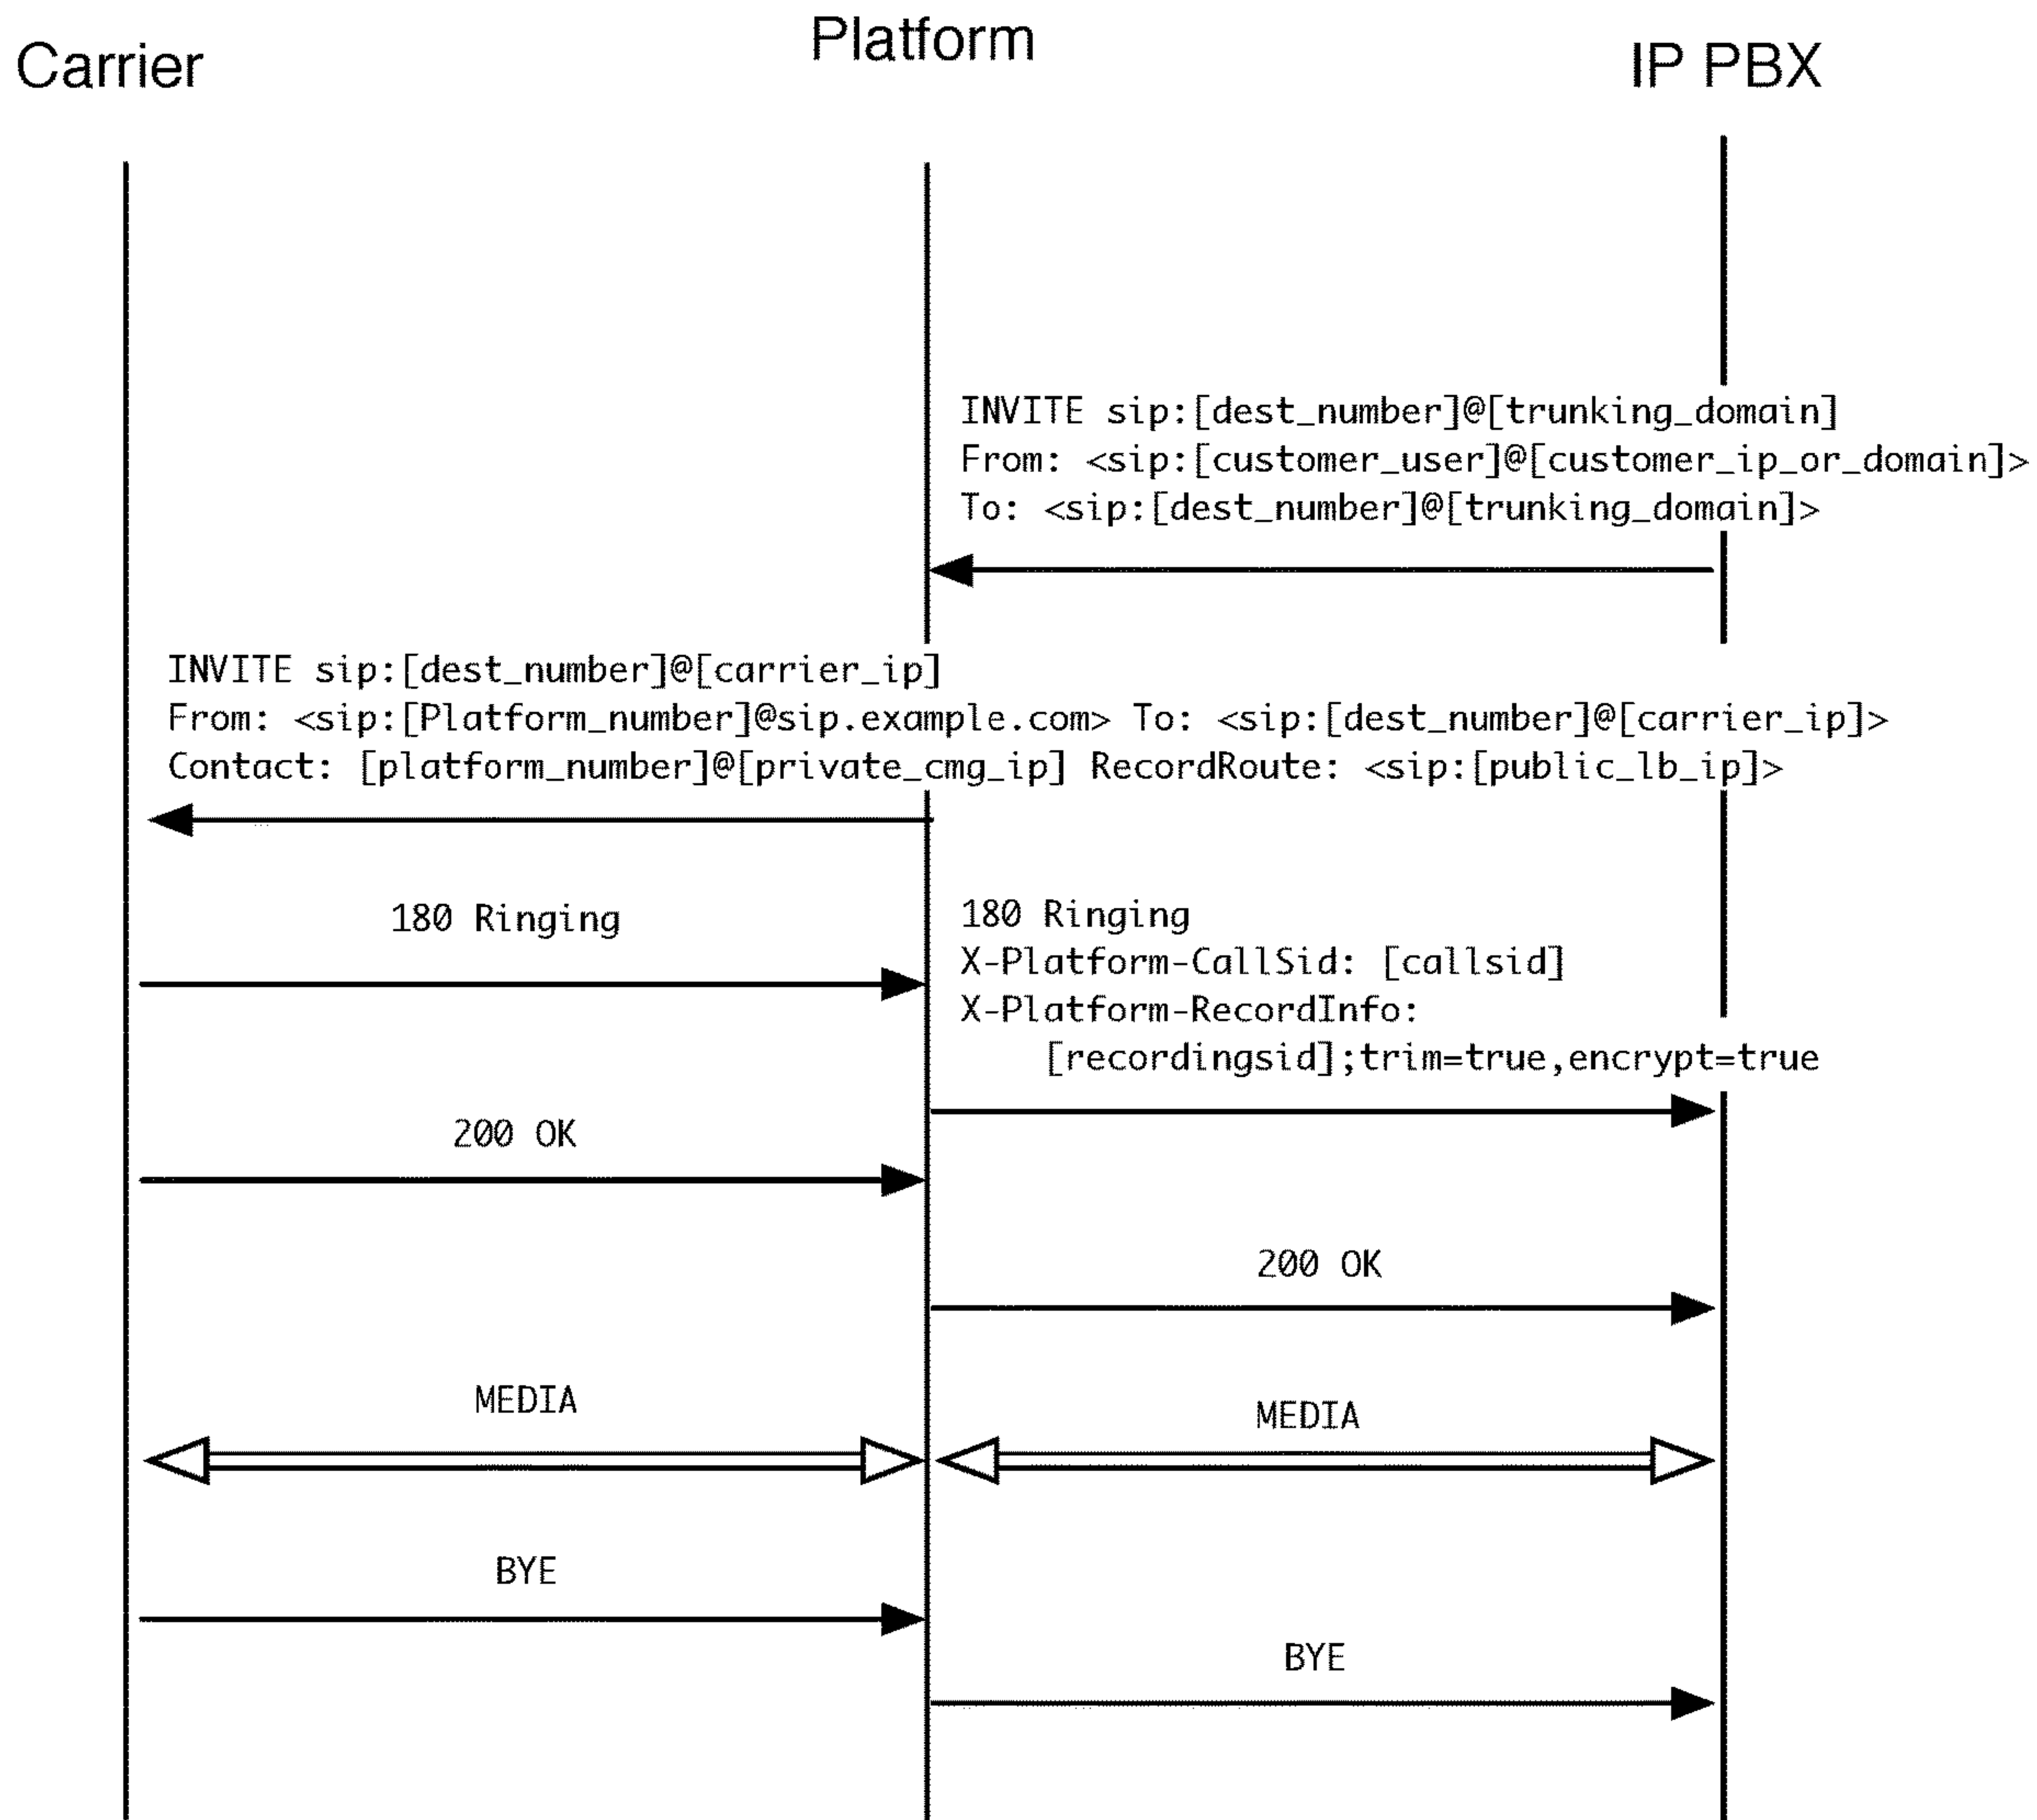 Carrier
Platform
IP PBX
INVITE sip:[dest_number]@[trunking_domain]
From: <sip:[customer_user]@[customer_ip_or_domain]>
To: <sip:[dest_number]@[trunking_domain]>
INVITE sip:[dest_number]@[carrier_ip]
From: <sip:[Platform_number]@sip.example.com> To: <sip:[dest_number]@[carrier_ip]>
Contact: [platform_number]@[private_cmg_ip] RecordRoute: <sip:[public_lb_ip]>
180 Ringing
180 Ringing
X-Platform-CallSid: [callsid]
X-Platform-RecordInfo:
[recordingsid];trim=true,encrypt=true
200 OK
200 OK
MEDIA
MEDIA
BYE
BYE